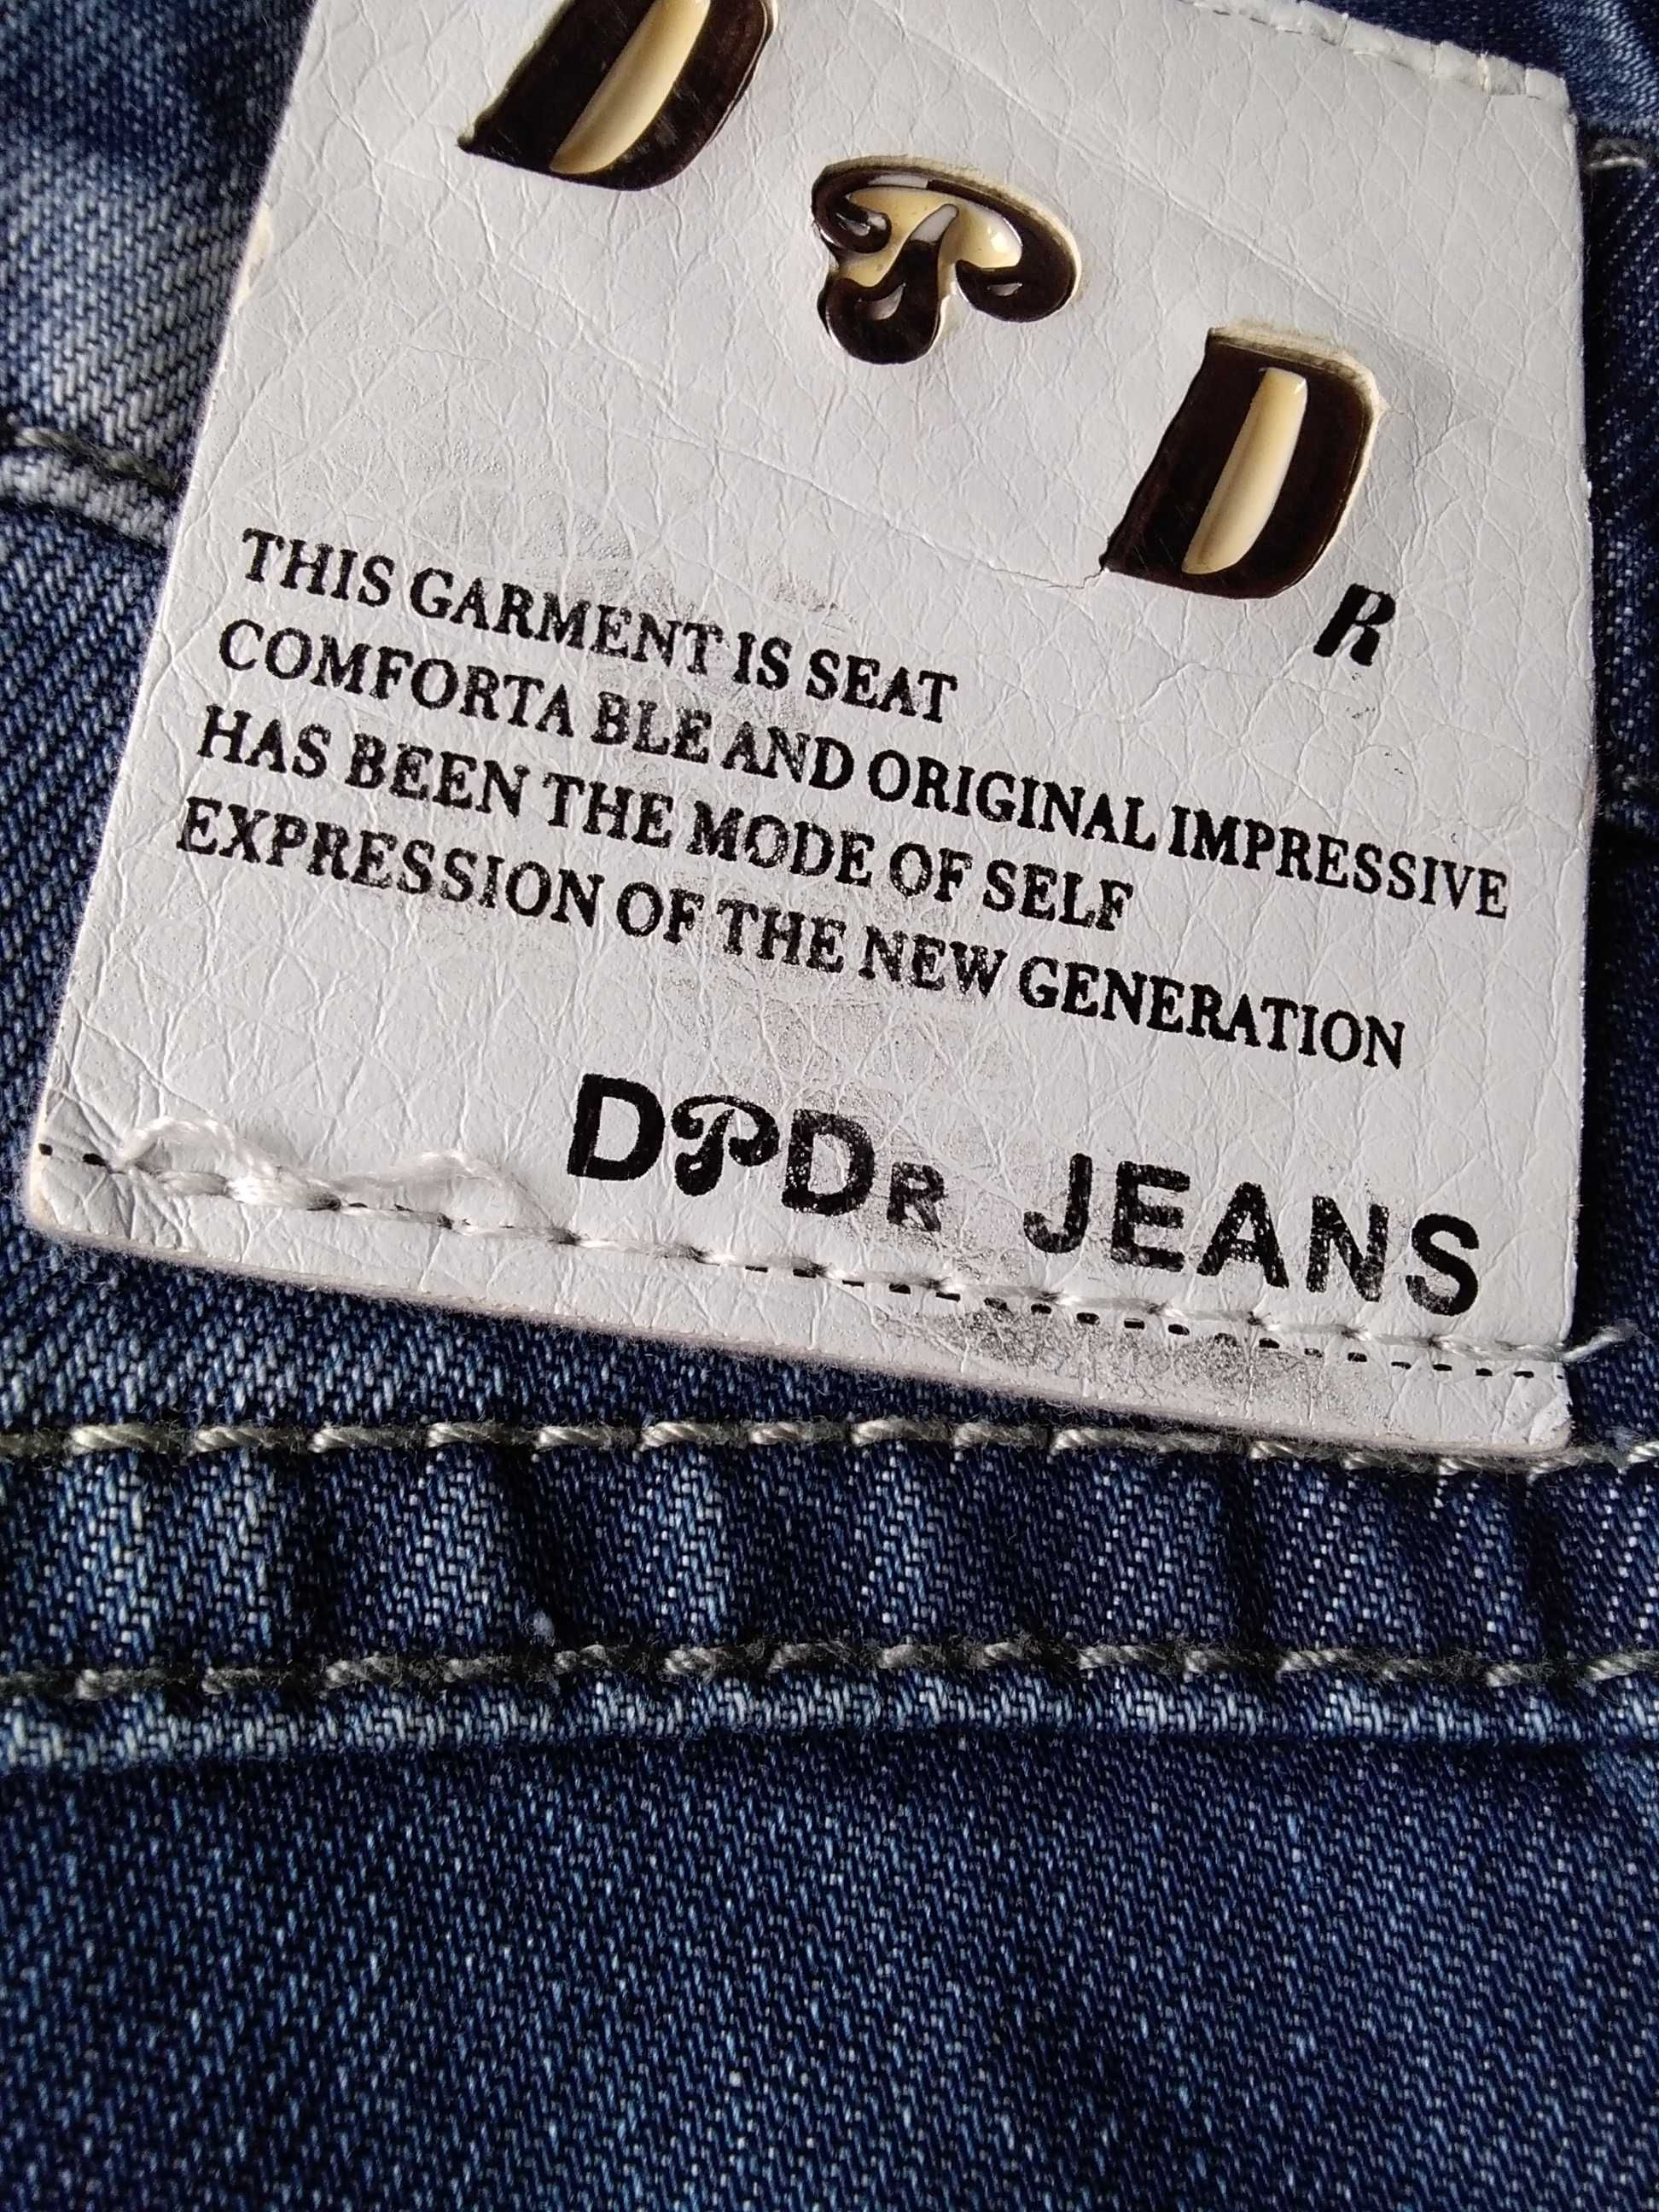 DPD
R
THIS GARMENT IS SEAT
COMFORTA BLE AND ORIGINAL IMPRESSIVE
HAS BEEN THE MODE OF SELF
EXPRESSION OF THE NEW GENERATION
DPDR JEANS